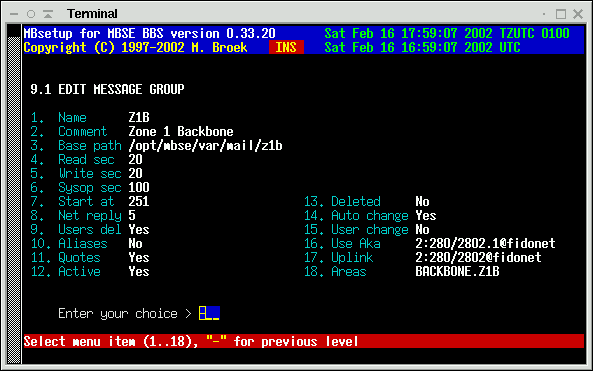 Terminal
MBsetup for MBSE BBS version 0.33.20 Sat Feb 16 17:59:07 2002 TZUTC 0100
Copyright (C) 1997-2002 M. Broek INS Sat Feb 16 16:59:07 2002 UTC
9.1 EDIT MESSAGE GROUP
1. Name Z1B
2. Comment Zone 1 Backbone
3. Base path /opt/mbse/var/mail/z1b
4. Read sec 20
5. Write sec 20
6. Sysop sec 100
7. Start at 251 13. Deleted No
8. Net reply 5 14. Auto change Yes
9. Users del Yes 15. User change No
10. Aliases No 16. Use Aka 2:280/2802.1@fidonet
11. Quotes Yes 17. Uplink 2:280/2802@fidonet
12. Active Yes 18. Areas BACKBONE.Z1B
Enter your choice > -__
Select menu item (1..18), "-" for previous level